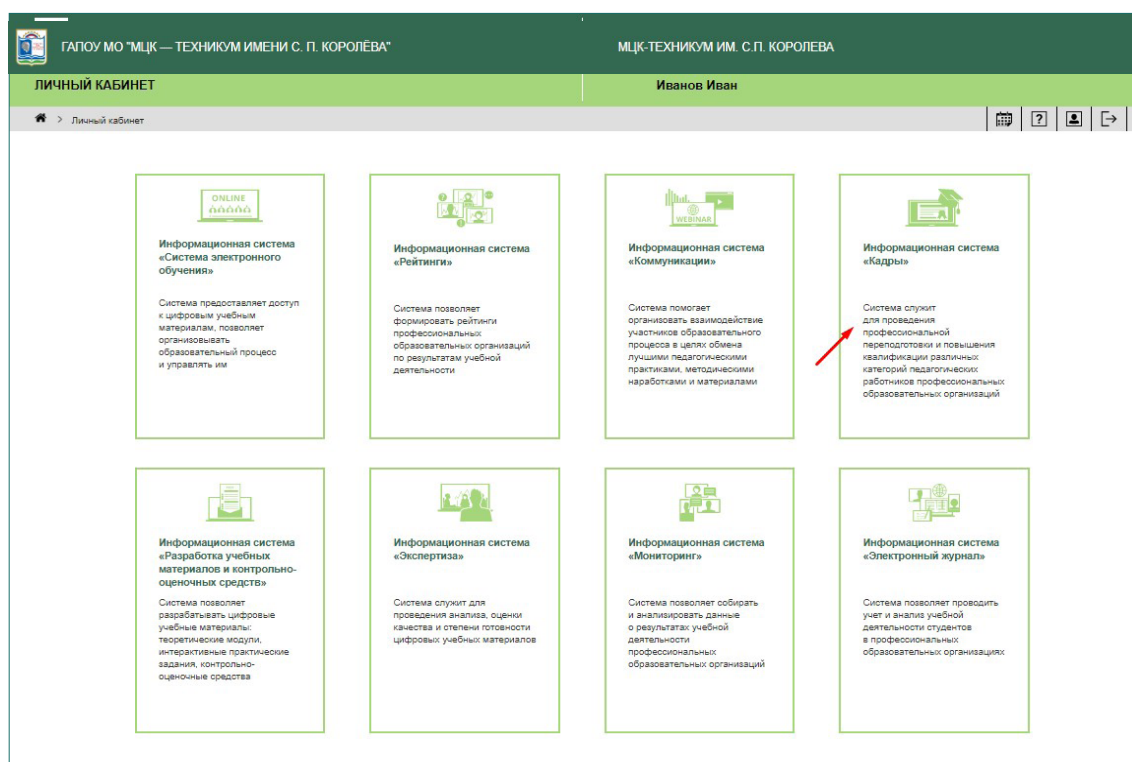 ГАПОУ МО "МЦК — ТЕХНИКУМ ИМЕНИ С. П. КОРОЛЁВА"
МЦК-ТЕХНИКУМ ИМ. С.П. КОРОЛЕВА
ЛИЧНЫЙ КАБИНЕТ
Иванов Иван
> Личный кабинет
?
ONLINE
Информационная система
«Система электронного
обучения»
Система предоставляет доступ
к цифровым учебным
материалам, позволяет
организовывать
образовательный процесс
и управлять им
Информационная система
«Рейтинги»
Система позволяет
формировать рейтинги
профессиональных
образовательных организаций
по результатам учебной
деятельности
WEBINAR
Информационная система
«Коммуникации»
Система помогает
организовать взаимодействие
участников образовательного
процесса в целях обмена
лучшими педагогическими
практиками, методическими
наработками и материалами
Информационная система
«Кадры»
Система служит
для проведения
профессиональной
переподготовки и повышения
квалификации различных
категорий педагогических
работников профессиональных
образовательных организаций
Информационная система
«Разработка учебных
материалов и контрольно-
оценочных средств»
Система позволяет
разрабатывать цифровые
учебные материалы:
теоретические модули,
интерактивные практические
задания, контрольно-
оценочные средства
Информационная система
«Экспертиза»
Система служит для
проведения анализа, оценки
качества и степени готовности
цифровых учебных материалов
Информационная система
«Мониторинг»
Система позволяет собирать
и анализировать данные
о результатах учебной
деятельности
профессиональных
образовательных организаций
Информационная система
«Электронный журнал»
Система позволяет проводить
учет и анализ учебной
деятельности студентов
в профессиональных
образовательных организациях